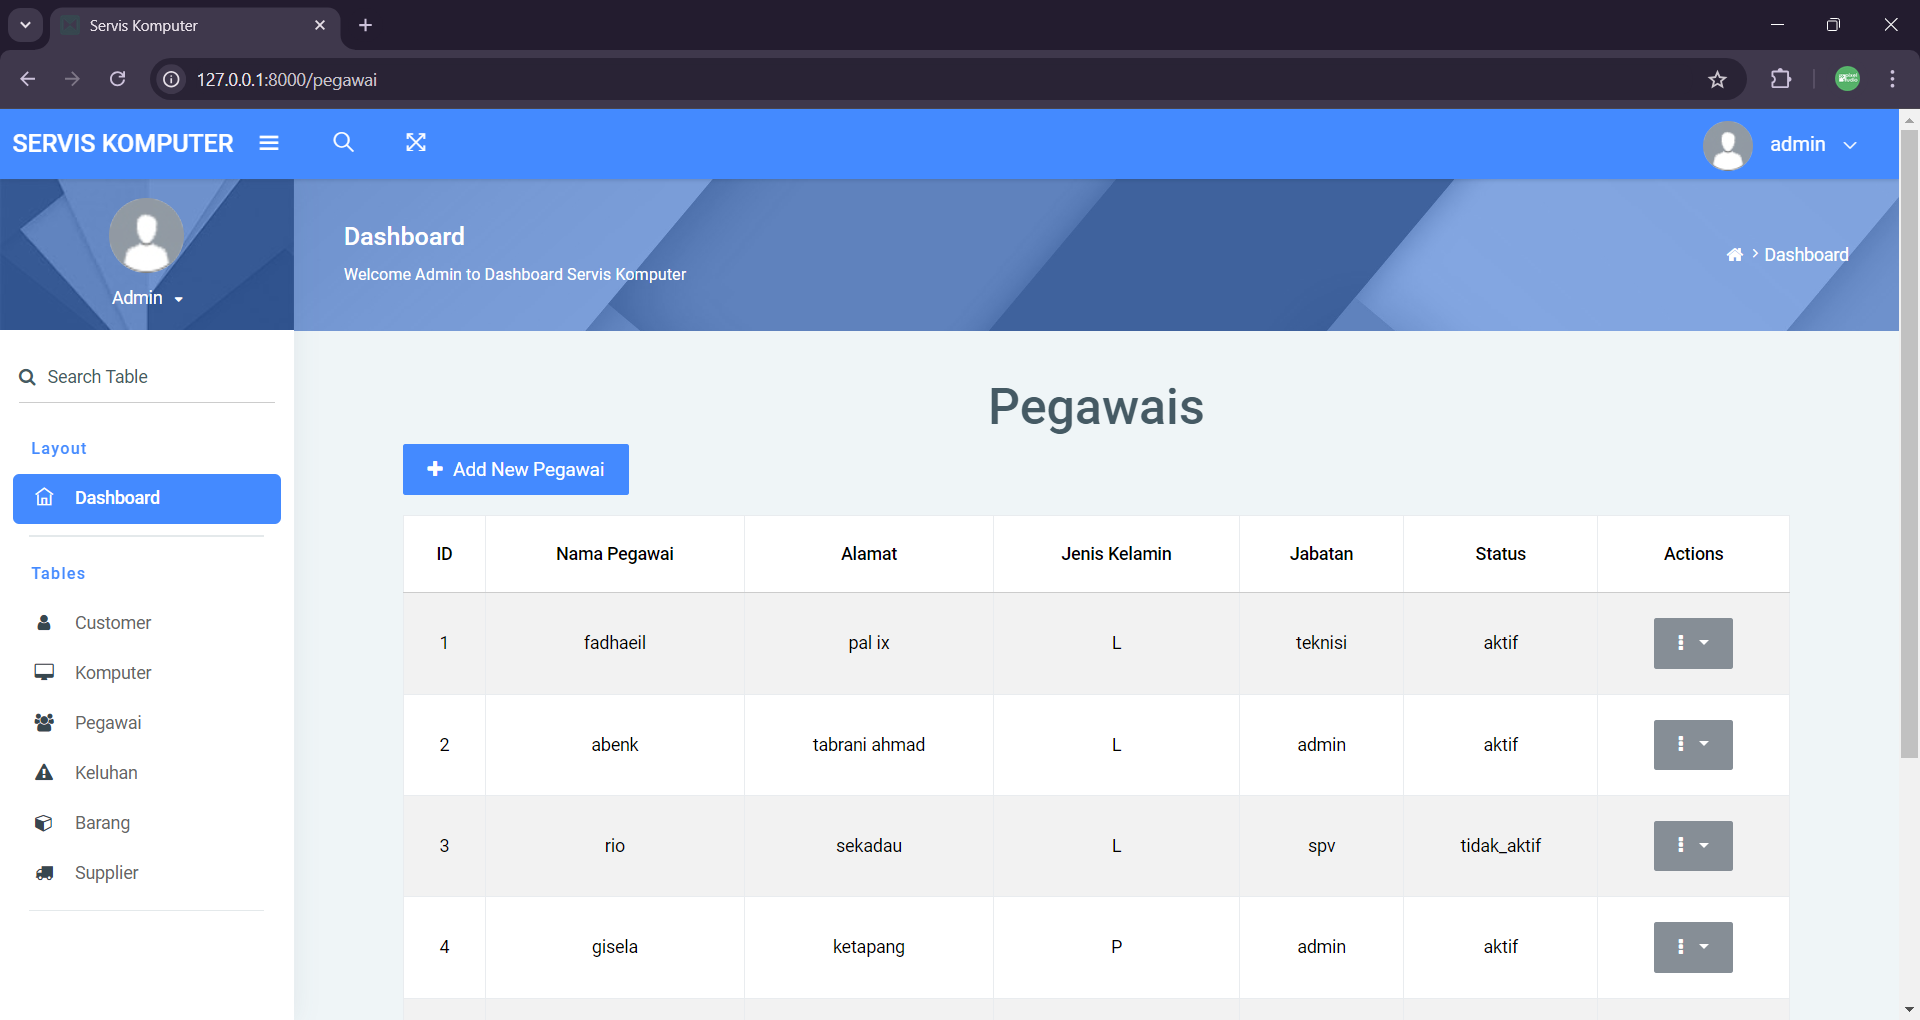 Servis Komputer
127.0.0.1:8000/pegawai
SERVIS KOMPUTER
admin
Admin
Dashboard
Welcome Admin to Dashboard Servis Komputer
Dashboard
Search Table
Layout
Dashboard
Tables
Customer
Komputer
Pegawai
Keluhan
Barang
Supplier
Pegawais
Add New Pegawai
ID Nama Pegawai Alamat Jenis Kelamin Jabatan Status Actions
1 fadhaeil pal ix L teknisi aktif
2 abenk tabrani ahmad L admin aktif
3 rio sekadau L spv tidak_aktif
4 gisela ketapang P admin aktif